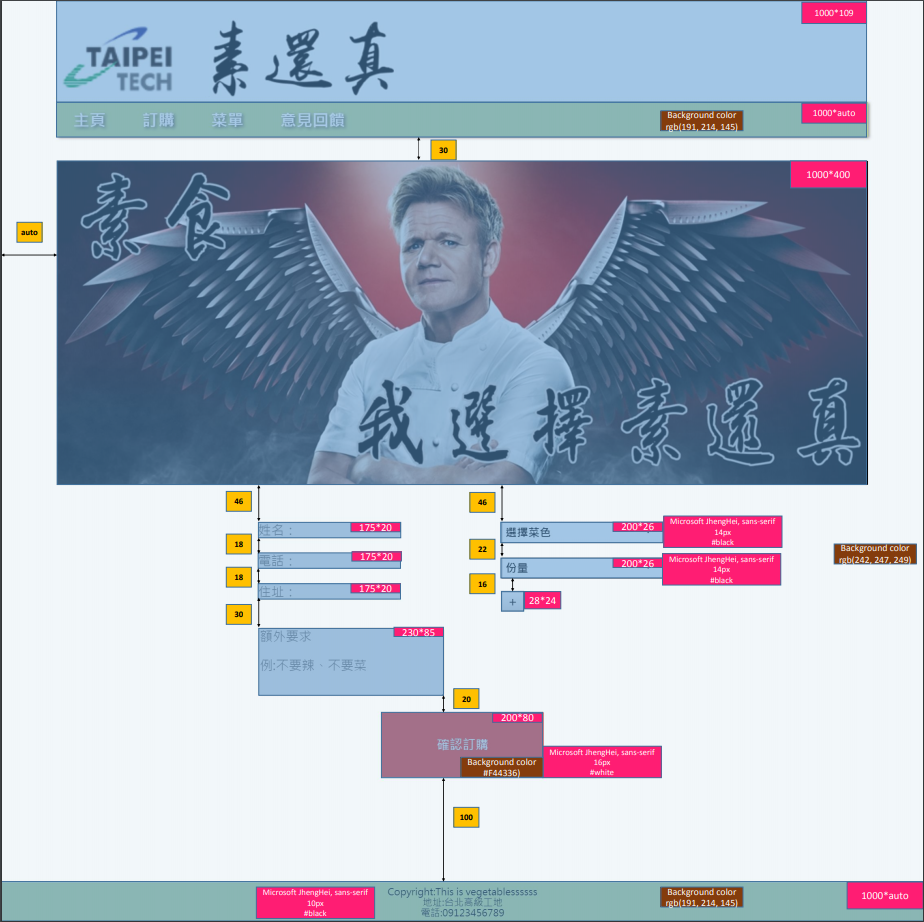 1000*109
TAIPEI
TECH
素還真
主頁 訂購 菜單 意見回饋
Background color
rgb(191, 214, 145)
1000*auto
30
1000*400
素食
auto
我選擇素還真
46
46
姓名：
175*20
選擇菜色
200*26
Microsoft JhengHei, sans-serif
14px
#black
18
電話：
175*20
22
份量
200*26
Microsoft JhengHei, sans-serif
14px
#black
Background color
rgb(242, 247, 249)
18
住址：
175*20
16
+
28*24
30
額外要求
230*85
例:不要辣、不要菜
20
200*80
確認訂購
Background color
#F44336)
Microsoft JhengHei, sans-serif
16px
#white
100
Microsoft JhengHei, sans-serif
10px
#black
Copyright:This is vegetablessssss
地址:台北高級工地
電話:09123456789
Background color
rgb(191, 214, 145)
1000*auto